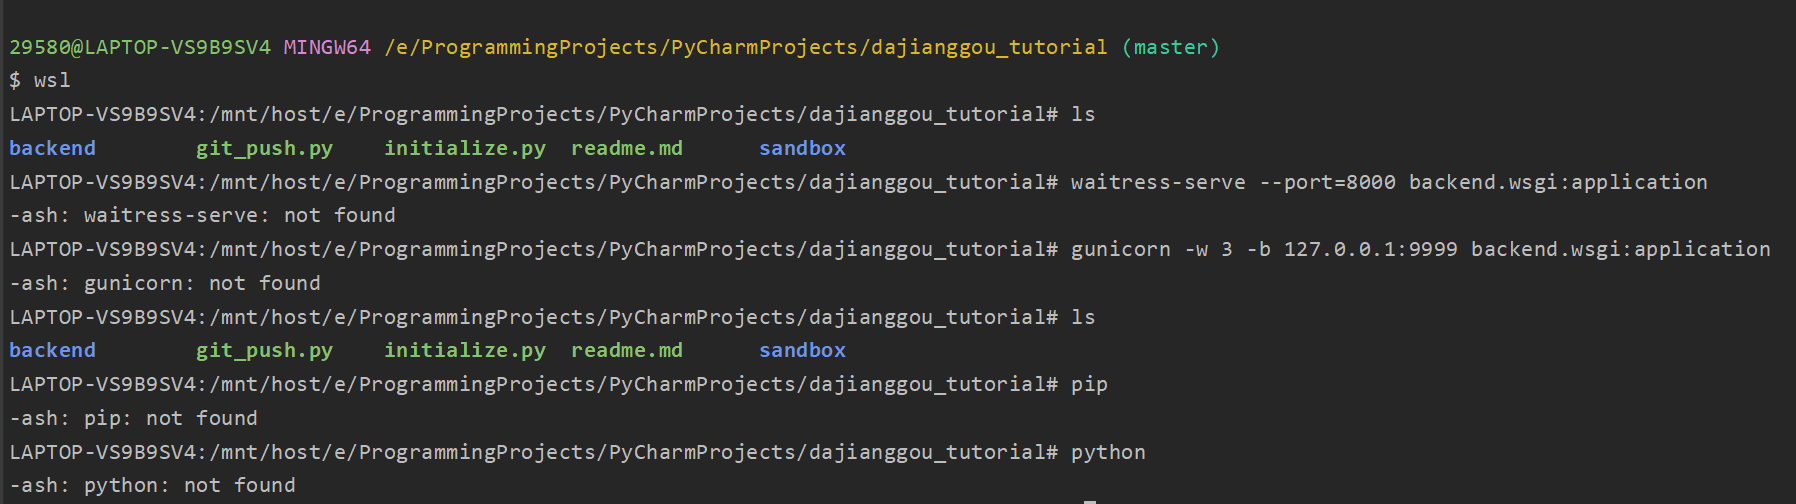 29580@LAPTOP-VS9B9SV4 MINGW64 /e/ProgrammingProjects/PyCharmProjects/dajianggou_tutorial (master)
$ wsl
LAPTOP-VS9B9SV4:/mnt/host/e/ProgrammingProjects/PyCharmProjects/dajianggou_tutorial# ls
backend git_push.py initialize.py readme.md sandbox
LAPTOP-VS9B9SV4:/mnt/host/e/ProgrammingProjects/PyCharmProjects/dajianggou_tutorial# waitress-serve --port=8000 backend.wsgi:application
-ash: waitress-serve: not found
LAPTOP-VS9B9SV4:/mnt/host/e/ProgrammingProjects/PyCharmProjects/dajianggou_tutorial# gunicorn -w 3 -b 127.0.0.1:9999 backend.wsgi:application
-ash: gunicorn: not found
LAPTOP-VS9B9SV4:/mnt/host/e/ProgrammingProjects/PyCharmProjects/dajianggou_tutorial# ls
backend git_push.py initialize.py readme.md sandbox
LAPTOP-VS9B9SV4:/mnt/host/e/ProgrammingProjects/PyCharmProjects/dajianggou_tutorial# pip
-ash: pip: not found
LAPTOP-VS9B9SV4:/mnt/host/e/ProgrammingProjects/PyCharmProjects/dajianggou_tutorial# python
-ash: python: not found